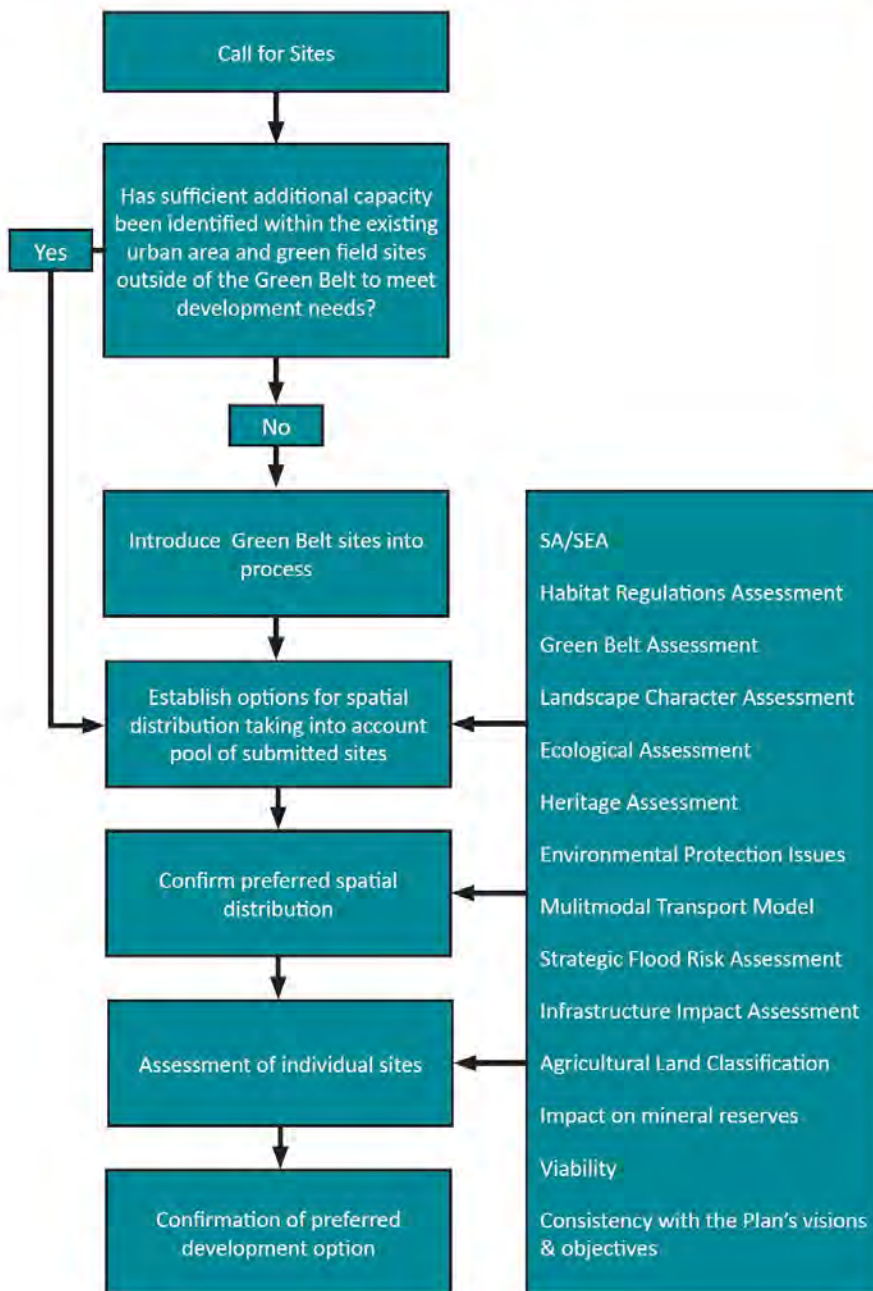 Call for Sites
Has sufficient additional capacity
been identified within the existing
urban area and green field sites
outside of the Green Belt to meet
development needs?
Yes
No
Introduce Green Belt sites into
process
Establish options for spatial
distribution taking into account
pool of submitted sites
Confirm preferred spatial
distribution
Assessment of individual sites
Confirmation of preferred
development option
SA/SEA
Habitat Regulations Assessment
Green Belt Assessment
Landscape Character Assessment
Ecological Assessment
Heritage Assessment
Environmental Protection Issues
Mulitmodal Transport Model
Strategic Flood Risk Assessment
Infrastructure Impact Assessment
Agricultural Land Classification
Impact on mineral reserves
Viability
Consistency with the Plan's visions
& objectives